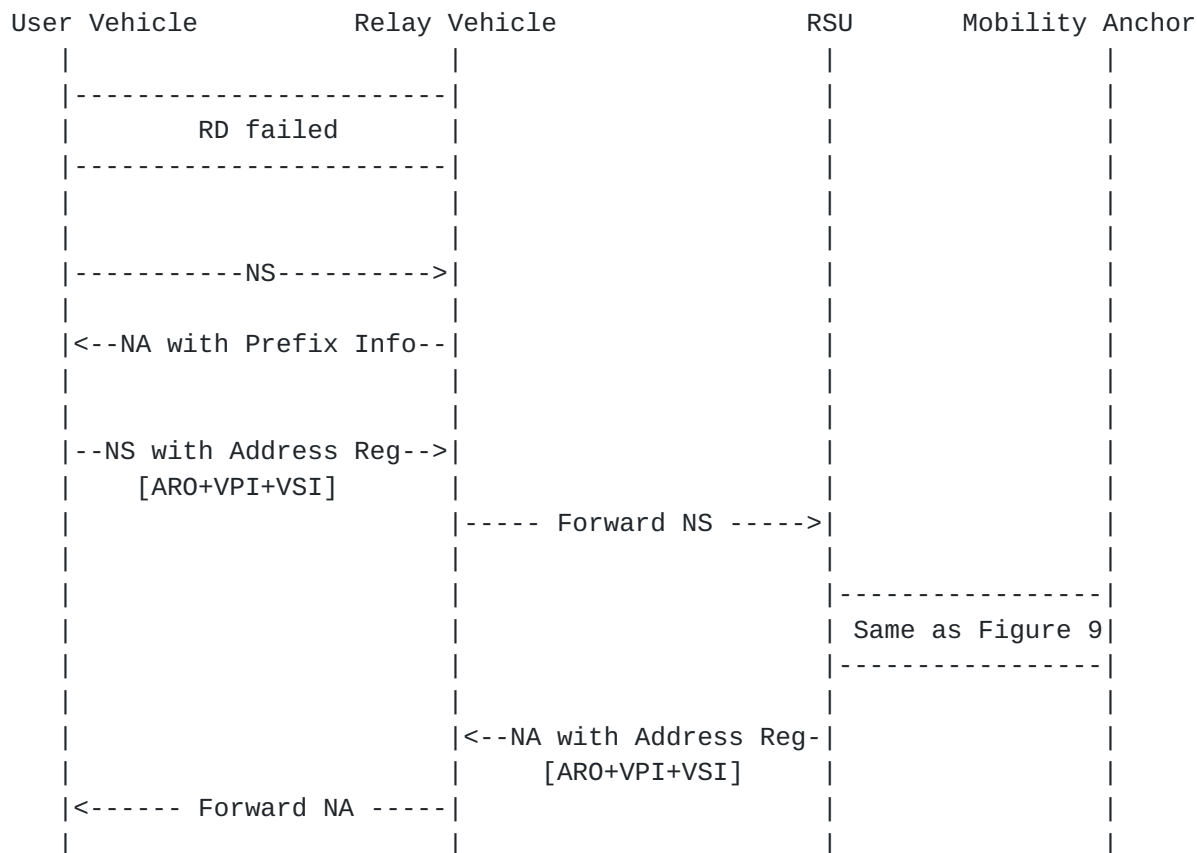 User Vehicle Relay Vehicle RSU Mobility Anchor
RD failed
NS
NA with Prefix Info
NS with Address Reg
[ARO+VPI+VSI]
Forward NS
Same as Figure 9
NA with Address Reg
[ARO+VPI+VSI]
Forward NA